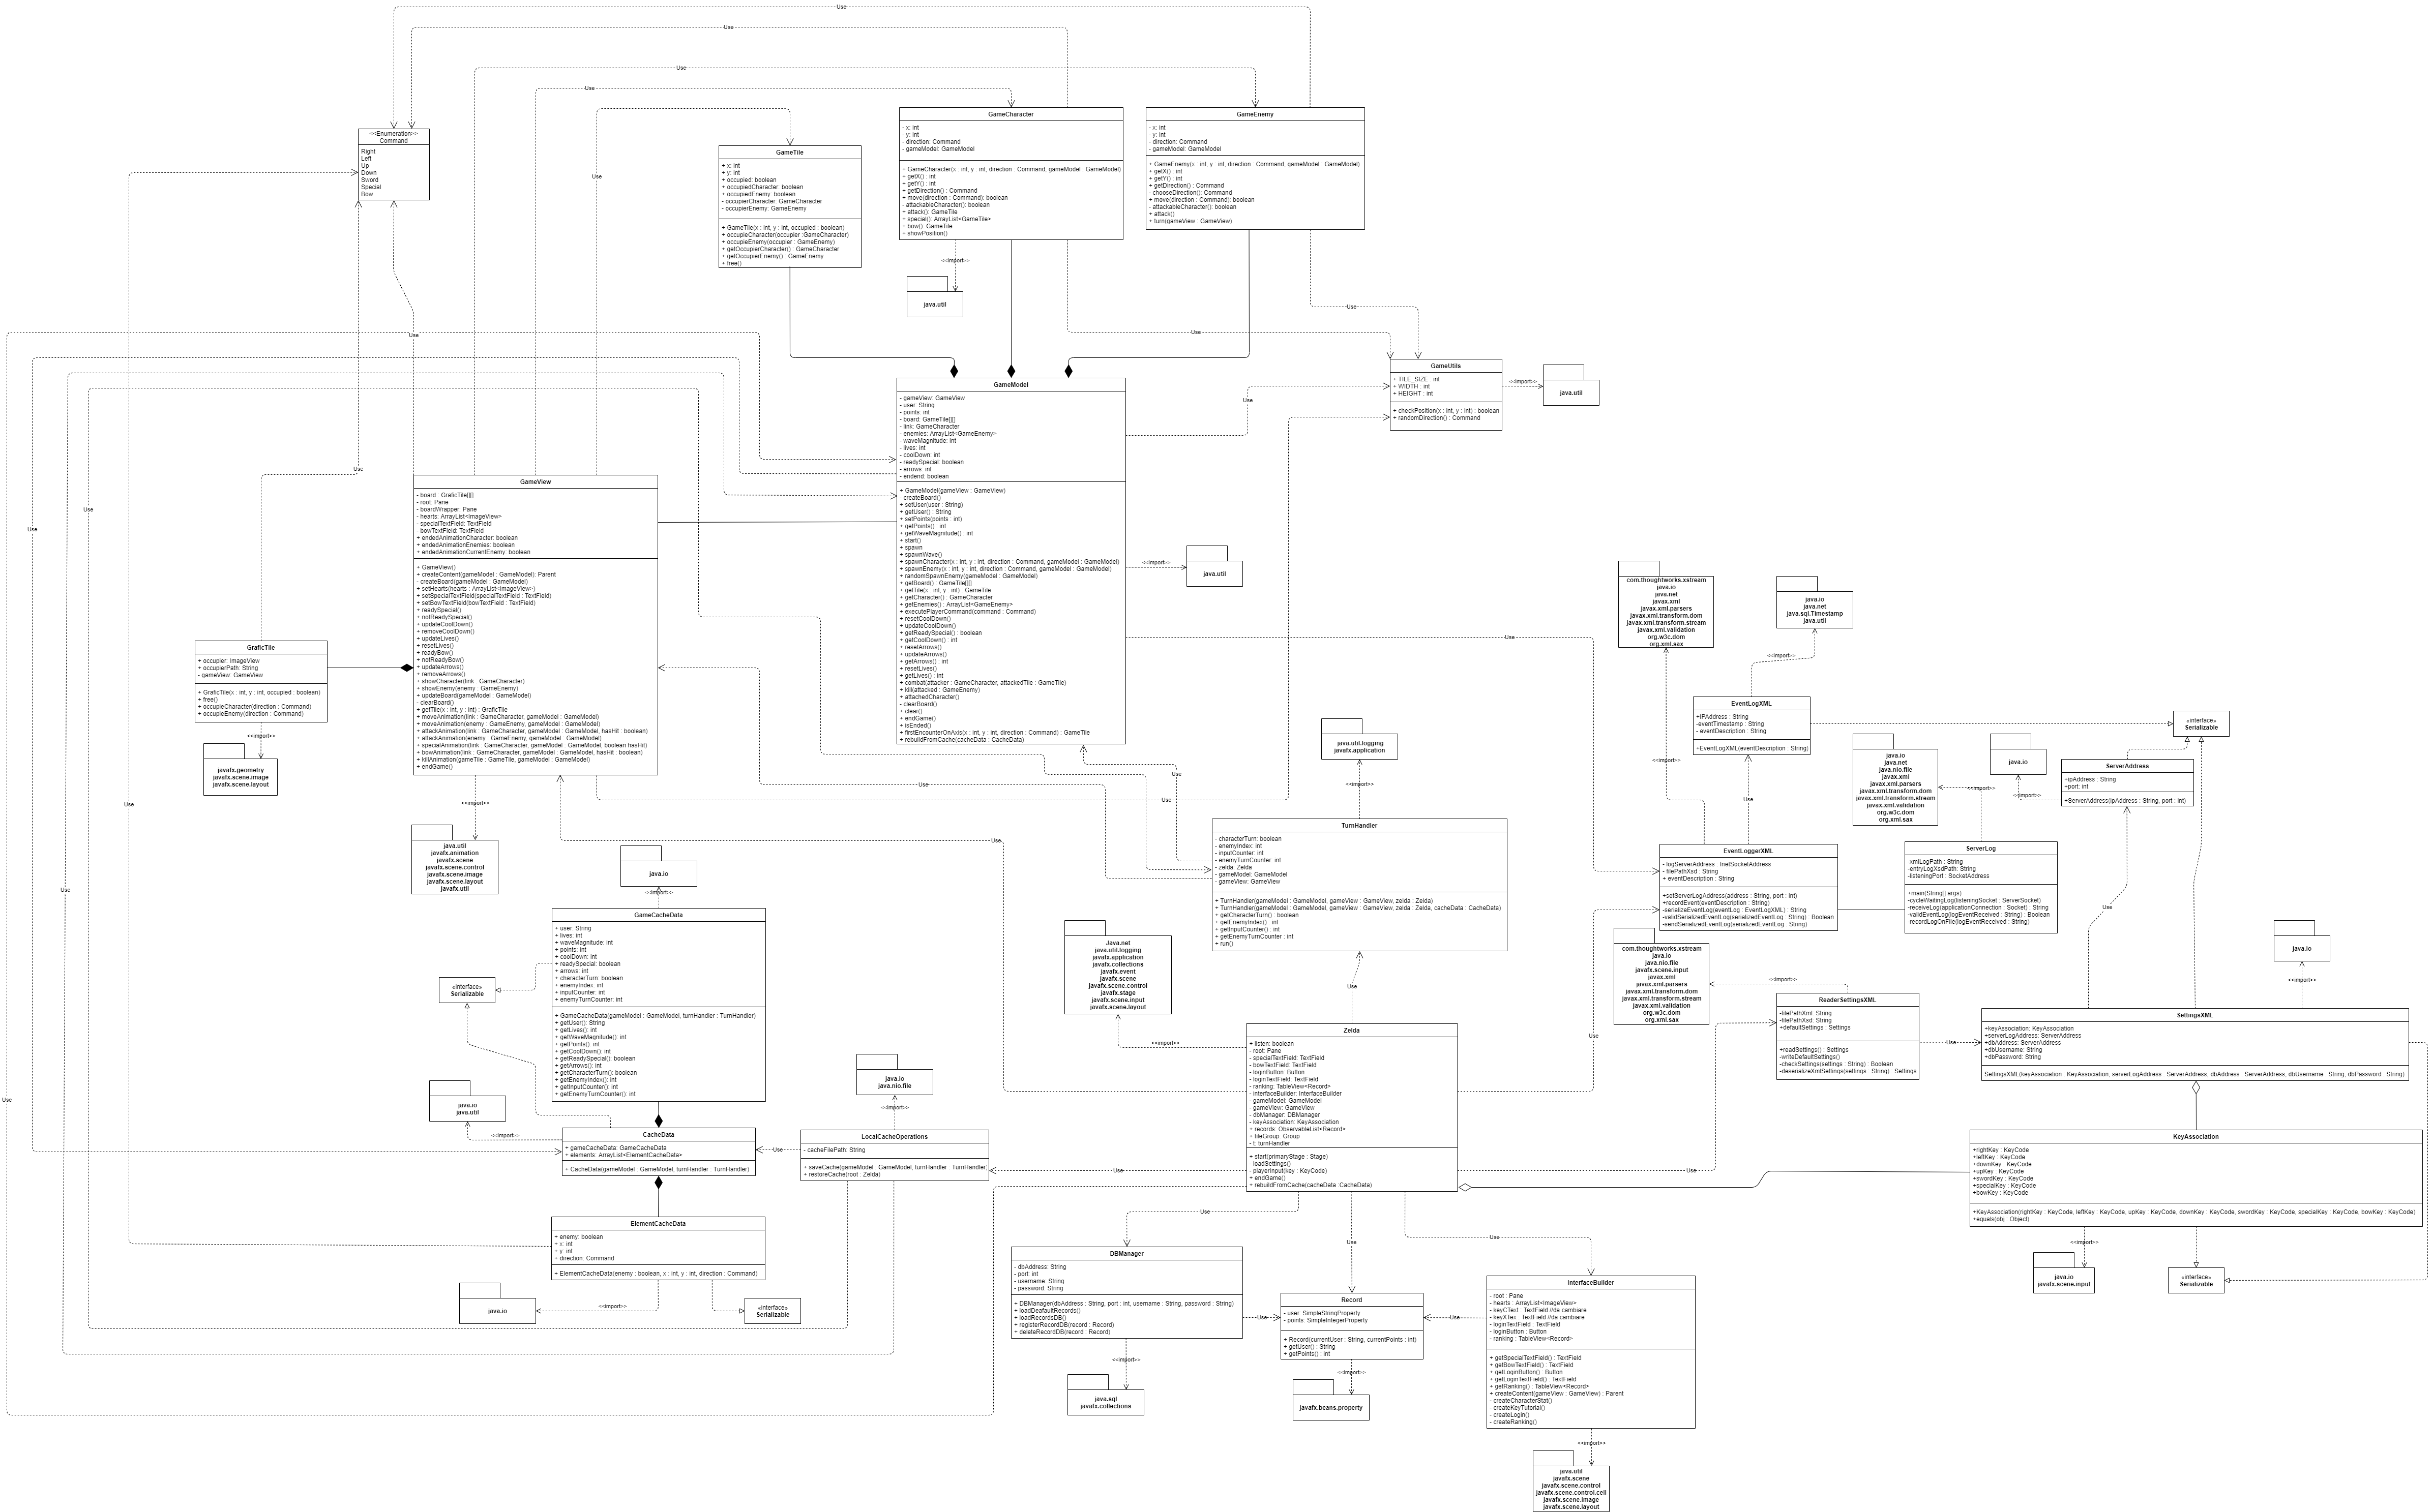 Use
Use
Use
Use
Use
<<Enumeration>>
Command
Right
Left
Up
Down
Sword
Special
Bow
GameTile
+ x: int
+ y: int
+ occupied: boolean
+ occupiedCharacter: boolean
+ occupiedEnemy: boolean
- occupierCharacter: GameCharacter
- occupierEnemy: GameEnemy
+ GameTile(x : int, y : int, occupied : boolean)
+ occupieCharacter(occupier :GameCharacter)
+ occupieEnemy(occupier : GameEnemy)
+ getOccupierCharacter() : GameCharacter
+ getOccupierEnemy() : GameEnemy
+ free()
GameCharacter
- x: int
- y: int
- direction: Command
- gameModel: GameModel
+ GameCharacter(x : int, y : int, direction: Command, gameModel : GameModel)
+ getX() : int
+ getY() : int
+ getDirection() : Command
+ move(direction : Command): boolean
- attackableCharacter(): boolean
+ attack(): GameTile
+ special(): ArrayList<GameTile>
+ bow(): GameTile
+ showPosition()
<<import>>
java.util
GameEnemy
- x: int
- y: int
- direction: Command
- gameModel: GameModel
+ GameEnemy(x : int, y : int, direction : Command, gameModel : GameModel)
+ getX() : int
+ getY() : int
+ getDirection() : Command
- chooseDirection(): Command
+ move(direction : Command): boolean
- attackableCharacter(): boolean
+ attack()
+ turn(gameView : GameView)
Use
Use
Use
Use
GameUtils
+ TILE_SIZE : int
+ WIDTH : int
+ HEIGHT : int
+ checkPosition(x : int, y : int) : boolean
+ randomDirection() : Command
<<import>>
java.util
GameModel
- gameView: GameView
- user: String
- points: int
- board: GameTile[][]
- link: GameCharacter
- enemies: ArrayList<GameEnemy>
- waveMagnitude: int
- lives: int
- coolDown: int
- readySpecial: boolean
- arrows: int
- endend: boolean
+ GameModel(gameView : GameView)
- createBoard()
+ setUser(user : String)
+ getUser() : String
+ setPoints(points : int)
+ getPoints() : int
+ getWaveMagnitude() : int
+ start()
+ spawn
+ spawnWave()
+ spawnCharacter(x : int, y : int, direction : Command, gameModel : GameModel)
+ spawnEnemy(x : int, y : int, direction : Command, gameModel : GameModel)
+ randomSpawnEnemy(gameModel : GameModel)
+ getBoard() : GameTile[][]
+ getTile(x : int, y : int) : GameTile
+ getCharacter() : GameCharacter
+ getEnemies() : ArrayList<GameEnemy>
+ executePlayerCommand(command : Command)
+ resetCoolDown()
+ updateCoolDown()
+ getReadySpecial() : boolean
+ getCoolDown() : int
+ resetArrows()
+ updateArrows()
+ getArrows() : int
+ resetLives()
+ getLives() : int
+ combat(attacker : GameCharacter, attackedTile : GameTile)
+ kill(attacked : GameEnemy)
+ attachedCharacter()
- clearBoard()
+ clear()
+ endGame()
+ isEnded()
+ firstEncounterOnAxis(x : int, y : int, direction : Command) : GameTile
+ rebuildFromCache(cacheData : CacheData)
<<import>>
java.util
Use
Use
GameView
- board : GraficTile[][]
- root: Pane
- boardWrapper: Pane
- hearts: ArrayList<ImageView>
- specialTextField: TextField
- bowTextField: TextField
+ endedAnimationCharacter: boolean
+ endedAnimationEnemies: boolean
+ endedAnimationCurrentEnemy: boolean
+ GameView()
+ createContent(gameModel : GameModel): Parent
- createBoard(gameModel : GameModel)
+ setHearts(hearts : ArrayList<ImageView>)
+ setSpecialTextField(specialTextField : TextField)
+ setBowTextField(bowTextField : TextField)
+ readySpecial()
+ notReadySpecial()
+ updateCoolDown()
+ removeCoolDown()
+ updateLives()
+ resetLives()
+ readyBow()
+ notReadyBow()
+ updateArrows()
+ removeArrows()
+ showCharacter(link : GameCharacter)
+ showEnemy(enemy : GameEnemy)
+ updateBoard(gameModel : GameModel)
- clearBoard()
+ getTile(x : int, y : int) : GraficTile
+ moveAnimation(link : GameCharacter, gameModel : GameModel)
+ moveAnimation(enemy : GameEnemy, gameModel : GameModel)
+ attackAnimation(link : GameCharacter, gameModel : GameModel, hasHit : boolean)
+ attackAnimation(enemy : GameEnemy, gameModel : GameModel)
+ specialAnimation(link : GameCharacter, gameModel : GameModel, boolean hasHit)
+ bowAnimation(link : GameCharacter, gameModel : GameModel, hasHit : boolean)
+ killAnimation(gameTile : GameTile, gameModel : GameModel)
+ endGame()
<<import>>
java.util
javafx.animation
javafx.scene
javafx.scene.control
javafx.scene.image
javafx.scene.layout
javafx.util
GraficTile
+ occupier: ImageView
+ occupierPath: String
- gameView: GameView
+ GraficTile(x : int, y : int, occupied : boolean)
+ free()
+ occupieCharacter(direction : Command)
+ occupieEnemy(direction : Command)
<<import>>
javafx.geometry
javafx.scene.image
javafx.scene.layout
Use
Use
Use
Use
Use
Use
Use
Use
Use
Use
com.thoughtworks.xstream
java.io
java.net
javax.xml
javax.xml.parsers
javax.xml.transform.dom
javax.xml.transform.stream
javax.xml.validation
org.w3c.dom
org.xml.sax
<<import>>
java.io
java.net
java.sql.Timestamp
java.util
<<import>>
EventLogXML
+IPAddress : String
-eventTimestamp : String
- eventDescription : String
+EventLogXML(eventDescription : String)
Use
<<interface>>
Serializable
java.io
java.net
java.nio.file
javax.xml
javax.xml.parsers
javax.xml.transform.dom
javax.xml.transform.stream
javax.xml.validation
org.w3c.dom
org.xml.sax
<<import>>
java.io
<<import>>
ServerAddress
+ipAddress : String
+port: int
+ServerAddress(ipAddress : String, port : int)
Use
java.util.logging
javafx.application
<<import>>
TurnHandler
- characterTurn: boolean
- enemyIndex: int
- inputCounter: int
- enemyTurnCounter: int
- zelda: Zelda
- gameModel: GameModel
- gameView: GameView
+ TurnHandler(gameModel : GameModel, gameview : GameView, zelda : Zelda)
+ TurnHandler(gameModel : GameModel, gameView : GameView, zelda : Zelda, cacheData : CacheData)
+ getCharacterTurn() : boolean
+ getEnemyIndex() : int
+ getInputCounter() : int
+ getEnemyTurnCounter : int
+ run()
EventLoggerXML
- logServerAddress : InetSocketAddress
- filePathXsd : String
+ eventDescription : String
+setServerLogAddress(address : String, port : int)
+recordEvent(eventDescription : String)
-serializeEventLog(eventLog : EventLogXML) : String
-validSerializedEventLog(serializedEventLog : String) : Boolean
-sendSerializedEventLog(serializedEventLog : String)
ServerLog
-xmlLogPath : String
-entryLogXsdPath: String
-listeningPort : SocketAddress
+main(String[] args)
-cycleWaitingLog(listeningSocket : ServerSocket)
-receiveLog(applicationConnection : Socket) : String
-validEventLog(logEventReceived : String) : Boolean
-recordLogOnFile(logEventReceived : String)
java.io
<<import>>
GameCacheData
+ user: String
+ lives: int
+ waveMagnitude: int
+ points: int
+ coolDown: int
+ readySpecial: boolean
+ arrows: int
+ characterTurn: boolean
+ enemyIndex: int
+ inputCounter: int
+ enemyTurnCounter: int
+ GameCacheData(gameModel : GameModel, turnHandler : TurnHandler)
+ getUser(): String
+ getLives(): int
+ getWaveMagnitude(): int
+ getPoints(): int
+ getCoolDown(): int
+ getReadySpecial(): boolean
+ getArrows(): int
+ getCharacterTurn(): boolean
+ getEnemyIndex(): int
+ getInputCounter(): int
+ getEnemyTurnCounter(): int
<<interface>>
Serializable
java.io
java.util
<<import>>
CacheData
+ gameCacheData: GameCacheData
+ elements: ArrayList<ElementCacheData>
+ CacheData(gameModel : GameModel, turnHandler : TurnHandler)
Use
java.io
java.nio.file
<<import>>
LocalCacheOperations
- cacheFilePath: String
+ saveCache(gameModel : GameModel, turnHandler : TurnHandler)
+ restoreCache(root : Zelda)
Use
ElementCacheData
+ enemy: boolean
+ x: int
+ y: int
+ direction: Command
+ ElementCacheData(enemy : boolean, x : int, y : int, direction : Command)
java.io
<<import>>
<<interface>>
Serializable
Java.net
java.util.logging
javafx.application
javafx.collections
javafx.event
javafx.scene
javafx.scene.control
javafx.stage
javafx.scene.input
javafx.scene.layout
<<import>>
Use
Zelda
+ listen: boolean
- root: Pane
- specialTextField: TextField
- bowTextField: TextField
- loginButton: Button
- loginTextField: TextField
- ranking: TableView<Record>
- interfaceBuilder: InterfaceBuilder
- gameModel: GameModel
- gameView: GameView
- dbManager: DBManager
- keyAssociation: KeyAssociation
+ records: ObservableList<Record>
+ tileGroup: Group
- t: turnHandler
+ start(primaryStage : Stage)
- loadSettings()
- playerInput(key : KeyCode)
+ endGame()
+ rebuildFromCache(cacheData :CacheData)
Use
Use
com.thoughtworks.xstream
java.io
java.nio.file
javafx.scene.input
javax.xml
javax.xml.parsers
javax.xml.transform.dom
javax.xml.transform.stream
javax.xml.validation
org.w3c.dom
org.xml.sax
<<import>>
ReaderSettingsXML
-filePathXml: String
-filePathXsd: String
+defaultSettings : Settings
+readSettings() : Settings
-writeDefaultSettings()
-checkSettings(settings : String) : Boolean
-deserializeXmlSettings(settings : String) : Settings
Use
java.io
<<import>>
SettingsXML
+keyAssociation: KeyAssociation
+serverLogAddress: ServerAddress
+dbAddress: ServerAddress
+dbUsername: String
+dbPassword: String
SettingsXML(keyAssociation : KeyAssociation, serverLogAddress : ServerAddress, dbAddress : ServerAddress, dbUsername : String, dbPassword : String)
KeyAssociation
+rightKey : KeyCode
+leftKey : KeyCode
+downKey : KeyCode
+upKey : KeyCode
+swordKey : KeyCode
+specialKey : KeyCode
+bowKey : KeyCode
+KeyAssociation(rightKey : KeyCode, leftKey : KeyCode, upKey : KeyCode, downKey : KeyCode, swordKey : KeyCode, specialKey : KeyCode, bowKey : KeyCode)
+equals(obj : Object)
<<import>>
java.io
javafx.scene.input
<<interface>>
Serializable
Use
Use
Use
DBManager
- dbAddress: String
- port: int
- username: String
- password: String
+ DBManager(dbAddress : String, port : int, username : String, password : String)
+ loadDeafaultRecords()
+ loadRecordsDB()
+ registerRecordDB(record : Record)
+ deleteRecordDB(record : Record)
Use
<<import>>
java.sql
javafx.collections
Record
- user: SimpleStringProperty
- points: SimpleIntegerProperty
+ Record(currentUser : String, currentPoints : int)
+ getUser() : String
+ getPoints() : int
Use
<<import>>
javafx.beans.property
InterfaceBuilder
- root : Pane
- hearts : ArrayList<ImageView>
- keyCText : TextField //da cambiare
- keyXTex : TextField //da cambiare
- loginTextField : TextField
- loginButton : Button
- ranking : TableView<Record>
+ getSpecialTextField() : TextField
+ getBowTextField() : TextField
+ getLoginButton() : Button
+ getLoginTextField() : TextField
+ getRanking() : TableView<Record>
+ createContent(gameView : GameView) : Parent
- createCharacterStat()
- createKeyTutorial()
- createLogin()
- createRanking()
<<import>>
java.util
javafx.scene
javafx.scene.control
javafx.scene.control.cell
javafx.scene.image
javafx.scene.layout